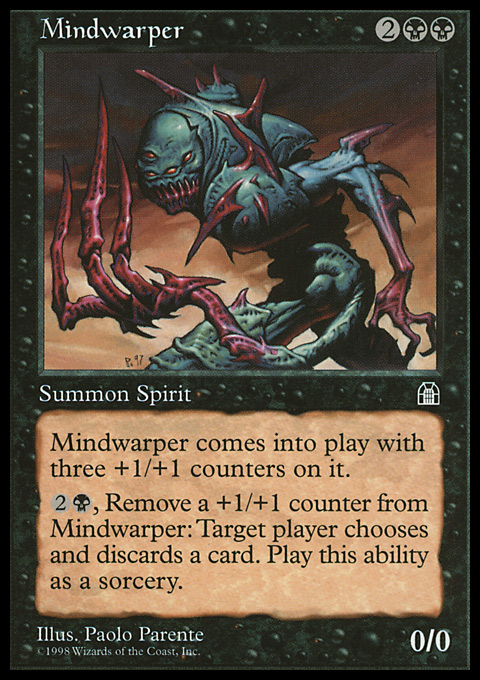 Mindwarper 2
P. 97
Summon Spirit
Mindwarper comes into play with
three +1/+1 counters on it.
2 , Remove a +1/+1 counter from
Mindwarper: Target player chooses
and discards a card. Play this ability
as a sorcery.
Illus. Paolo Parente
©1998 Wizards of the Coast, Inc.
0/0